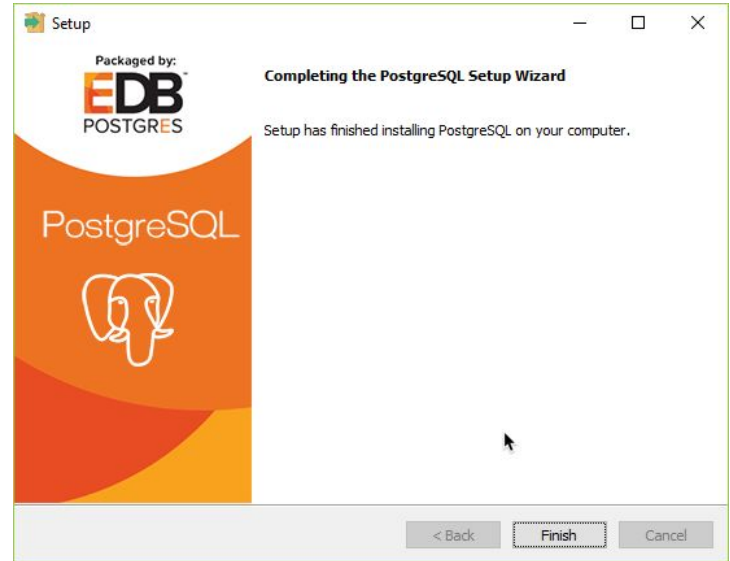 Setup
Packaged by:
EDB
POSTGRES
Completing the PostgreSQL Setup Wizard
Setup has finished installing PostgreSQL on your computer.
PostgreSQL
< Back
Finish
Cancel